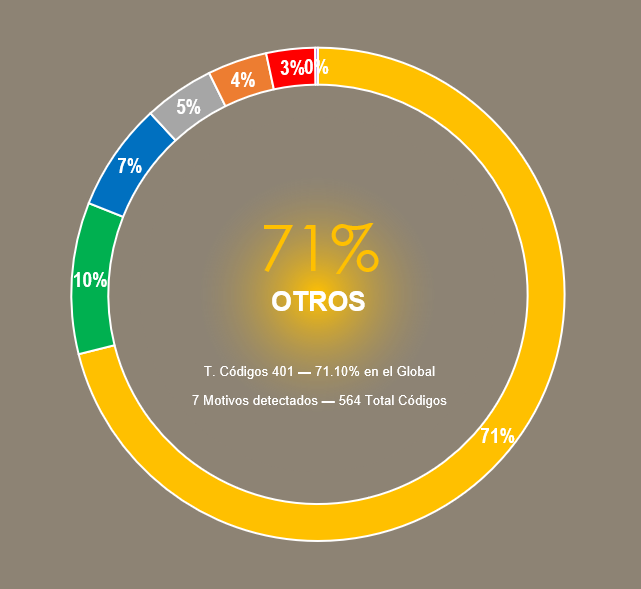 3%
0%
4%
5%
7%
10%
71%
OTROS
T. Códigos 401 — 71.10% en el Global
7 Motivos detectados — 564 Total Códigos
71%